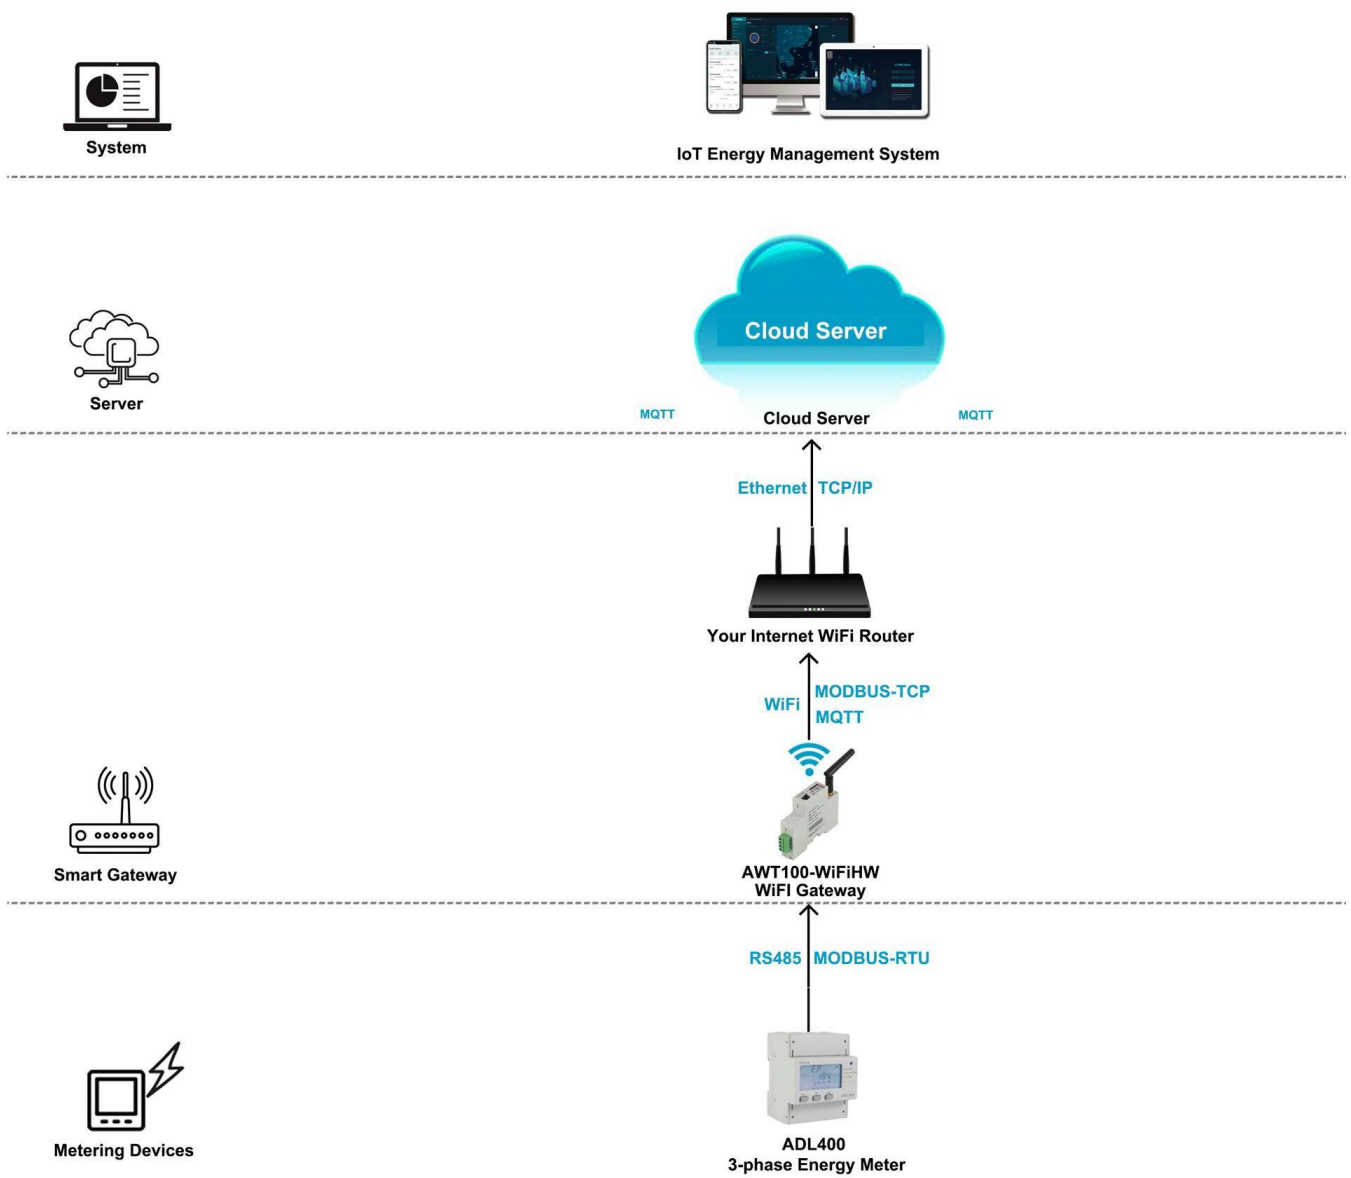 System
IoT Energy Management System
Cloud Server
Server
MQTT
Cloud Server
MQTT
Ethernet TCP/IP
Your Internet WiFi Router
WiFi
MODBUS-TCP
MQTT
Smart Gateway
AWT100-WiFiHW
WiFI Gateway
RS485 MODBUS-RTU
Metering Devices
ADL400
3-phase Energy Meter